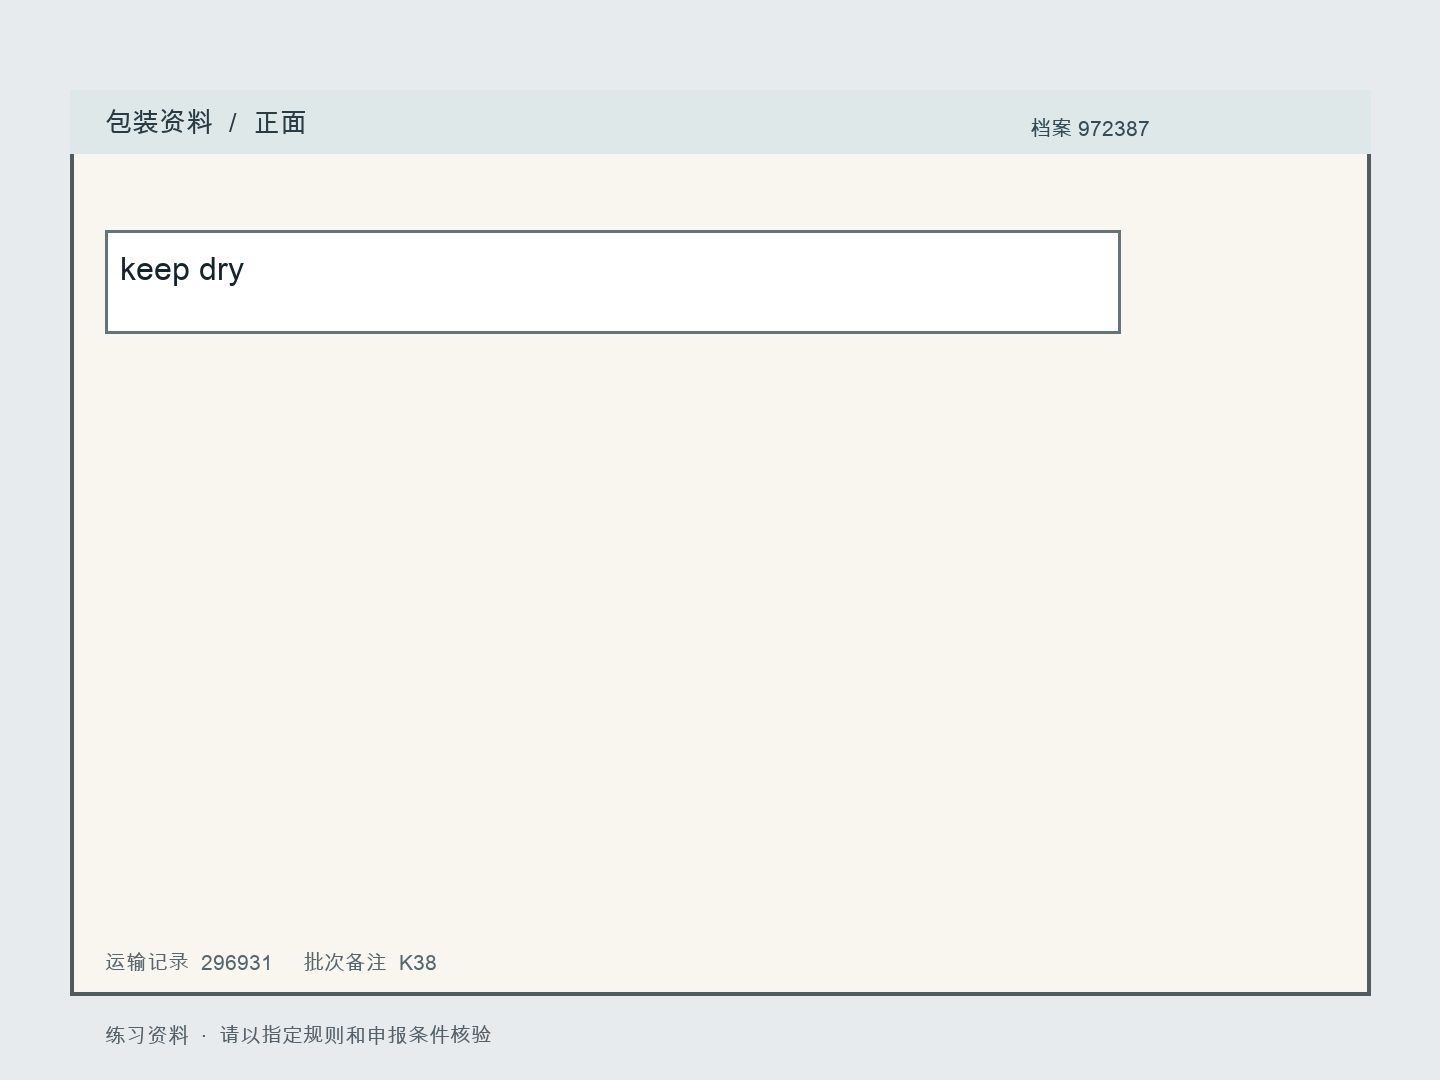 包装资料 / 正面
档案 972387
keep dry
运输记录 296931 批次备注 K38
练习资料 · 请以指定规则和申报条件核验